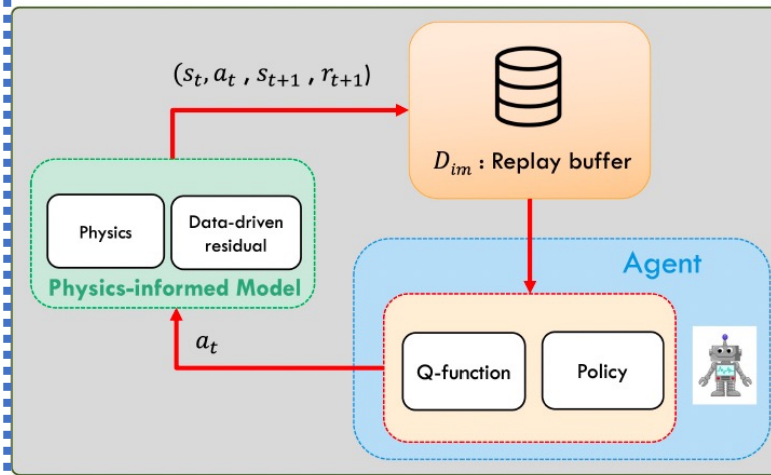 (s_t, a_t , s_{t+1} , r_{t+1})
D_{im} : Replay buffer
Physics
Data-driven
residual
Physics-informed Model
Agent
a_t
Q-function
Policy